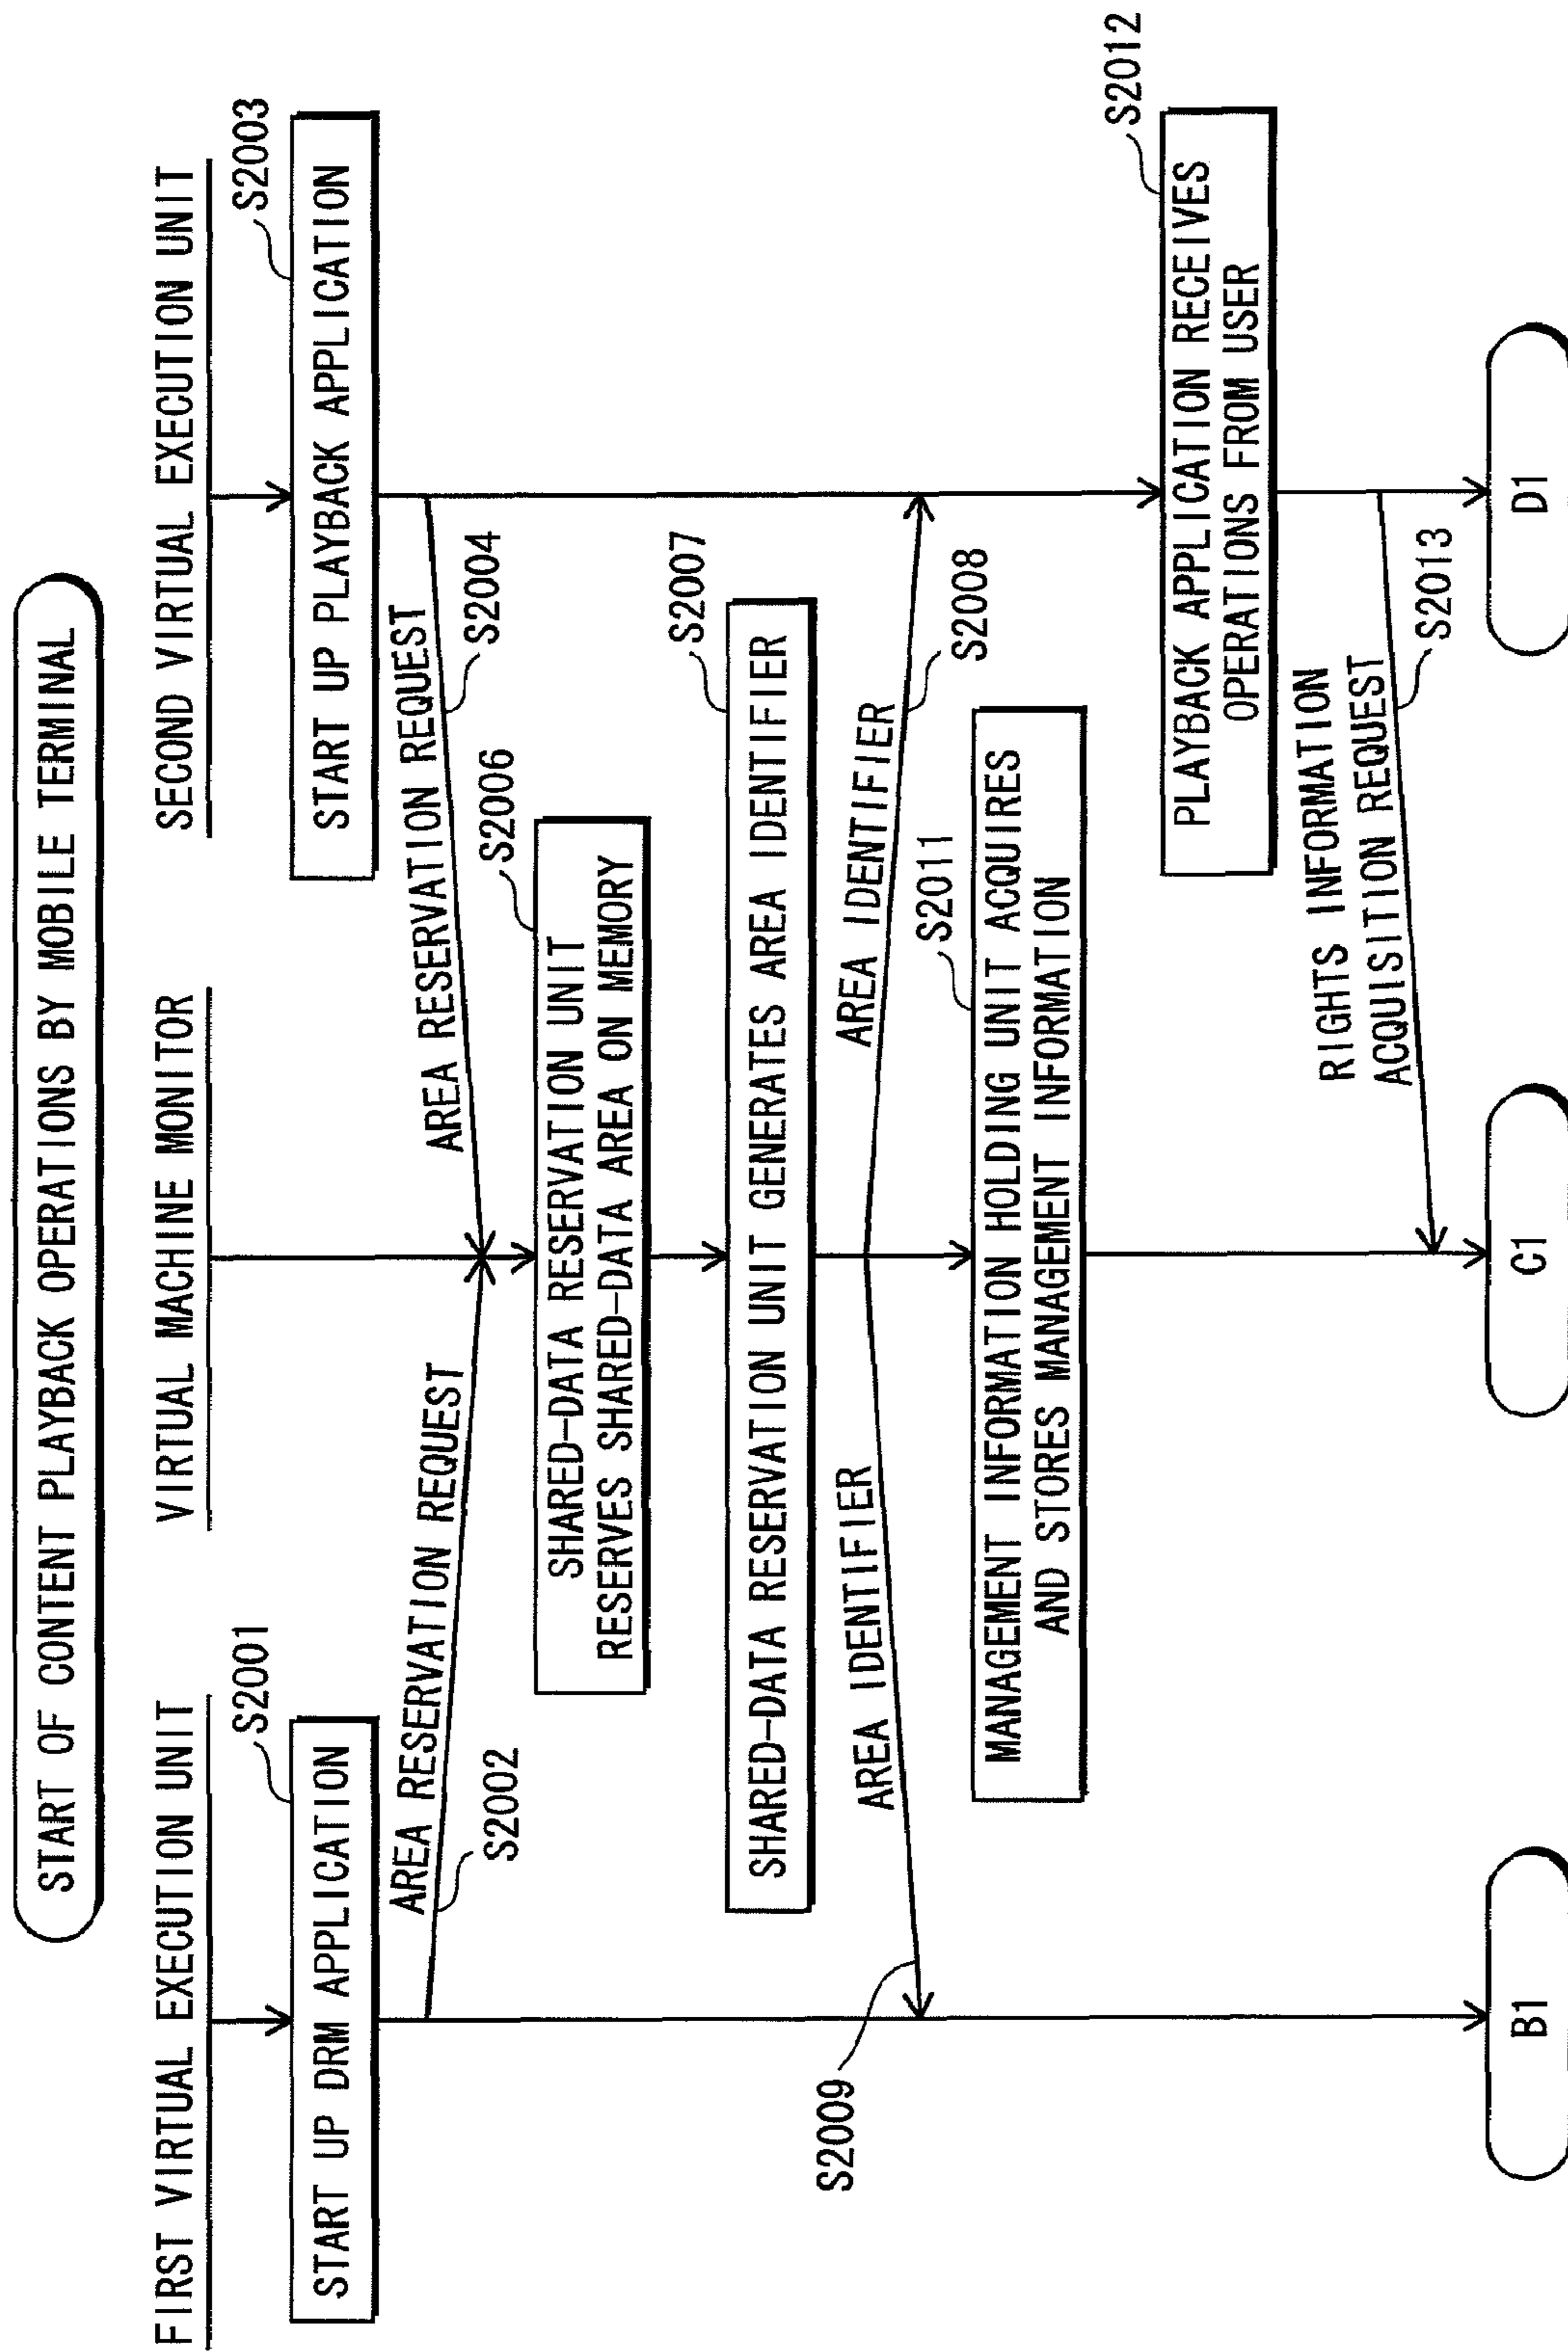 START OF CONTENT PLAYBACK OPERATIONS BY MOBILE TERMINAL
FIRST VIRTUAL EXECUTION UNIT
VIRTUAL MACHINE MONITOR
SECOND VIRTUAL EXECUTION UNIT
S2001
S2003
START UP DRM APPLICATION
START UP PLAYBACK APPLICATION
AREA RESERVATION REQUEST
AREA RESERVATION REQUEST
S2002
S2004
S2006
SHARED-DATA RESERVATION UNIT
RESERVES SHARED-DATA AREA ON MEMORY
S2007
SHARED-DATA RESERVATION UNIT GENERATES AREA IDENTIFIER
S2009
AREA IDENTIFIER
AREA IDENTIFIER
S2008
S2011
MANAGEMENT INFORMATION HOLDING UNIT ACQUIRES
AND STORES MANAGEMENT INFORMATION
S2012
PLAYBACK APPLICATION RECEIVES
OPERATIONS FROM USER
RIGHTS INFORMATION
ACQUISITION REQUEST
S2013
B1
C1
D1